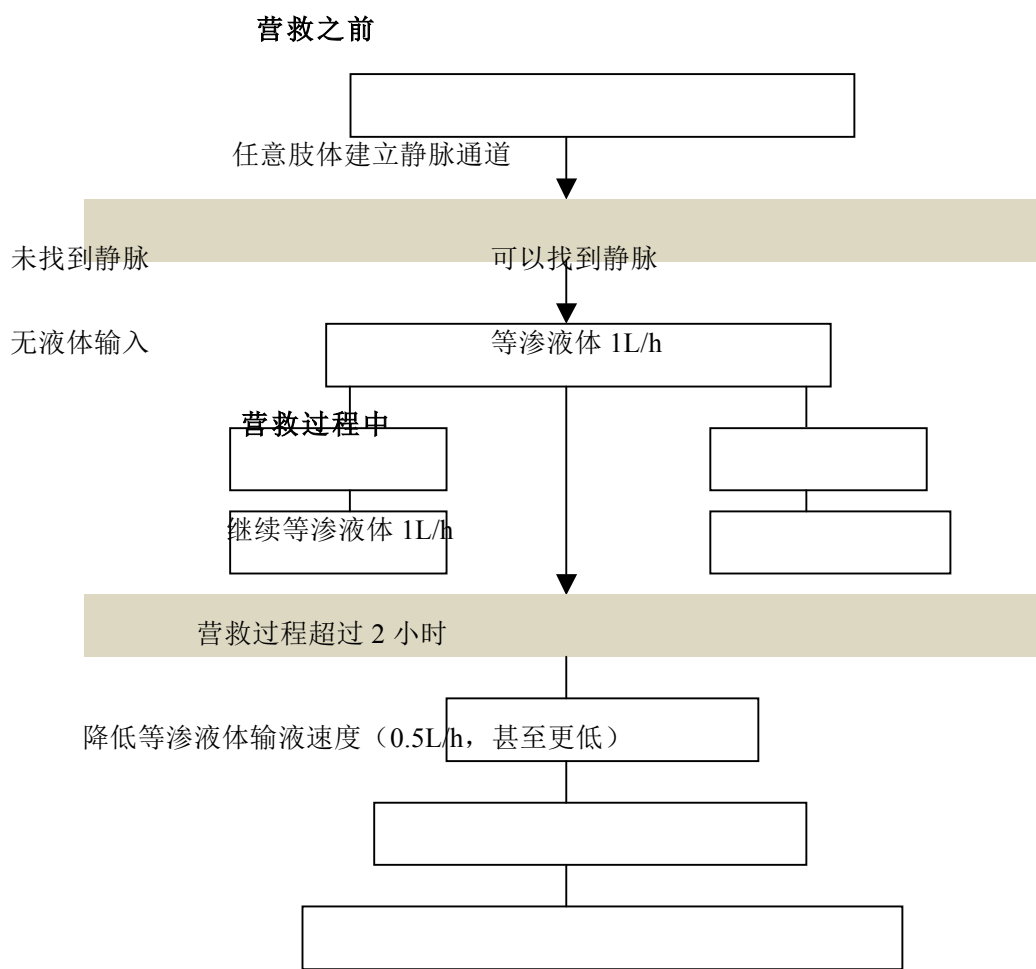 营救之前
任意肢体建立静脉通道
未找到静脉 可以找到静脉
无液体输入 等渗液体 1L/h
营救过程中
继续等渗液体 1L/h
营救过程超过 2 小时
降低等渗液体输液速度（0.5L/h，甚至更低）